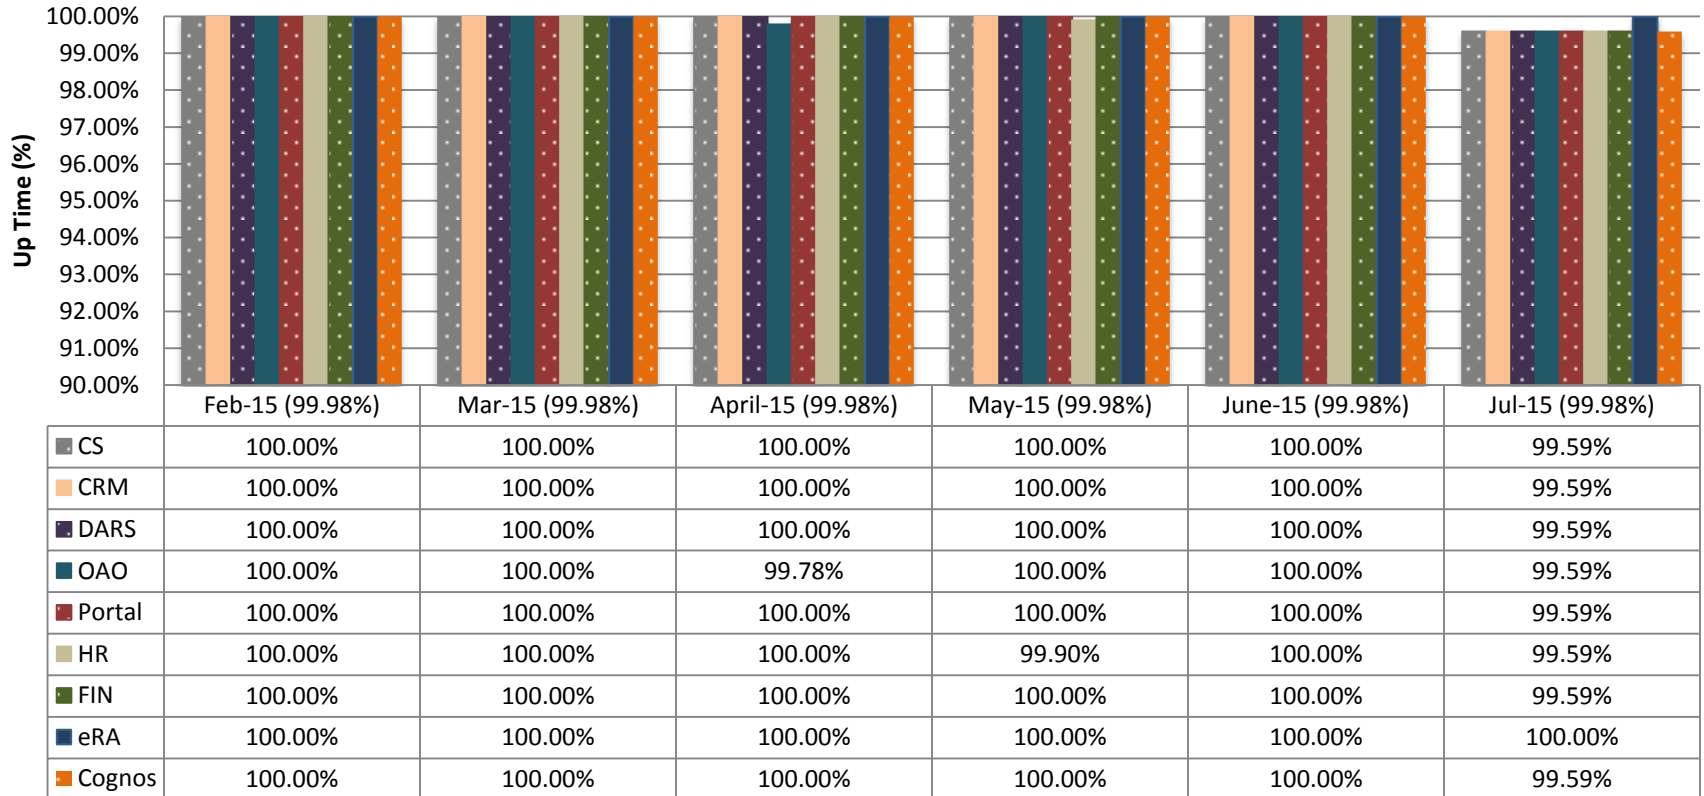 100.00%
99.00%
98.00%
97.00%
96.00%
95.00%
94.00%
93.00%
92.00%
91.00%
90.00%
Up Time (%)
Feb-15 (99.98%) Mar-15 (99.98%) April-15 (99.98%) May-15 (99.98%) June-15 (99.98%) Jul-15 (99.98%)
CS 100.00% 100.00% 100.00% 100.00% 100.00% 99.59%
CRM 100.00% 100.00% 100.00% 100.00% 100.00% 99.59%
DARS 100.00% 100.00% 100.00% 100.00% 100.00% 99.59%
OAO 100.00% 100.00% 99.78% 100.00% 100.00% 99.59%
Portal 100.00% 100.00% 100.00% 100.00% 100.00% 99.59%
HR 100.00% 100.00% 100.00% 99.90% 100.00% 99.59%
FIN 100.00% 100.00% 100.00% 100.00% 100.00% 99.59%
eRA 100.00% 100.00% 100.00% 100.00% 100.00% 100.00%
Cognos 100.00% 100.00% 100.00% 100.00% 100.00% 99.59%